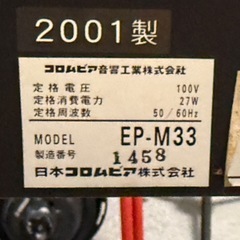 2001製
コロムビア音響工業株式会社
定格電圧 100V
定格消費電力 27W
定格周波数 50/60Hz
MODEL EP-M33
製造番号 1458
日本コロムビア株式会社